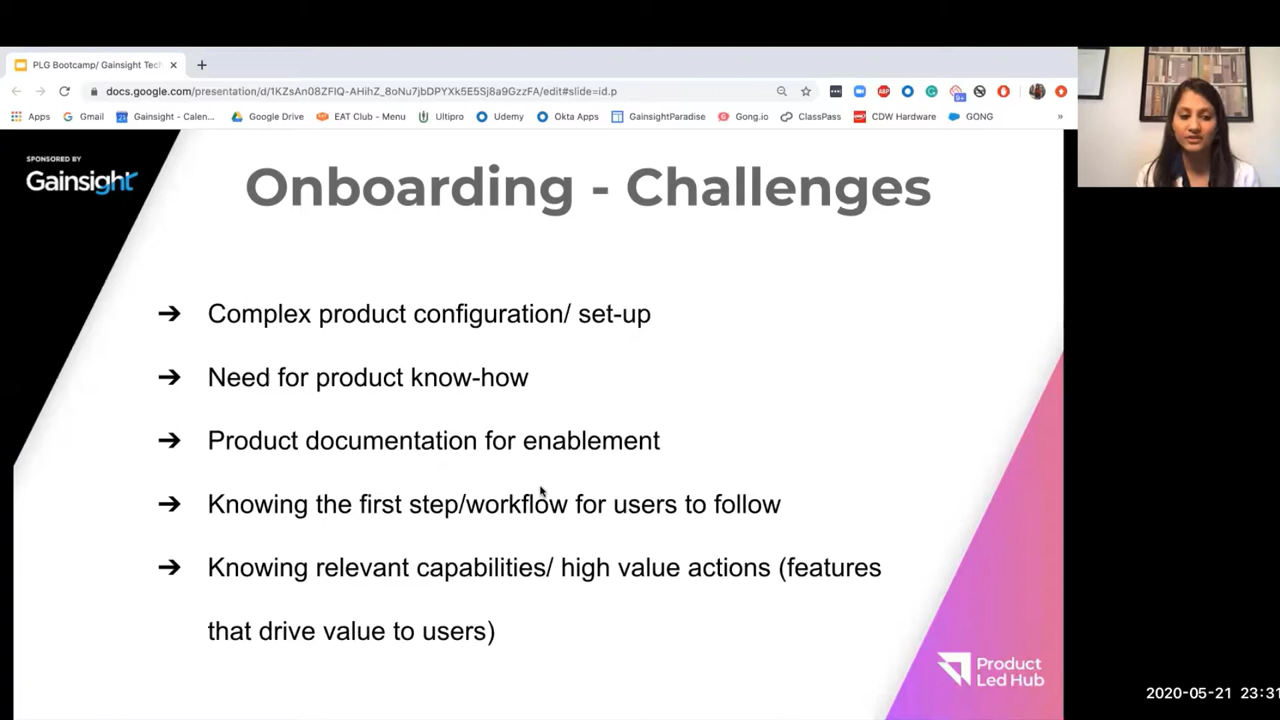 PLG Bootcamp/ Gainsight Tech
docs.google.com/presentation/d/1KZsAn08ZFIQ-AHihZ_8oNu7jbDPYXk5E5Sj8a9GzzFA/edit#slide=id.p
Apps Gmail Gainsight - Calen... Google Drive EAT Club - Menu Ultipro Udemy Okta Apps GainsightParadise Gong.io ClassPass CDW Hardware GONG »
SPONSORED BY
Gainsight
Onboarding - Challenges
➔ Complex product configuration/ set-up
➔ Need for product know-how
➔ Product documentation for enablement
➔ Knowing the first step/workflow for users to follow
➔ Knowing relevant capabilities/ high value actions (features
that drive value to users)
Product
Led Hub
2020-05-21 23:31